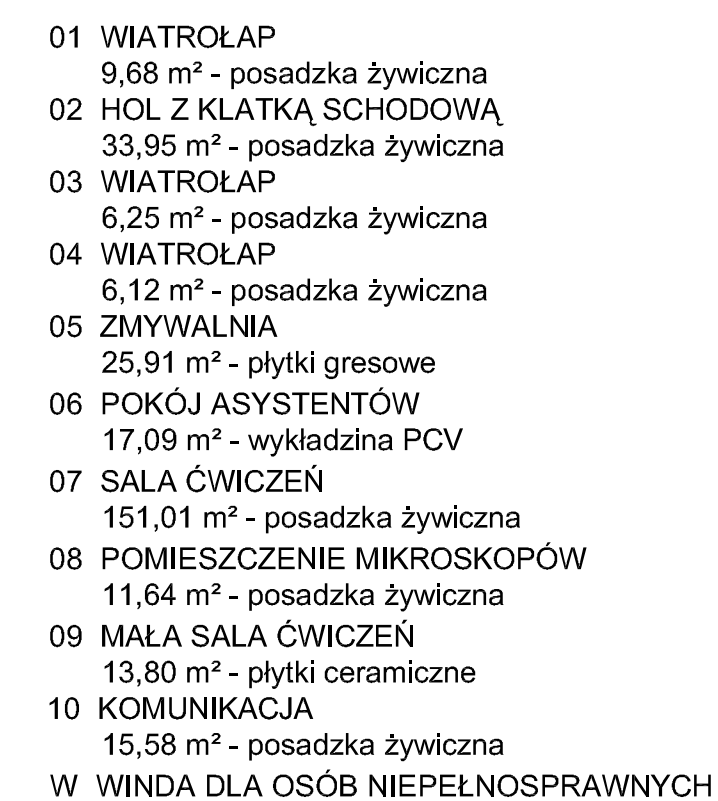 01 WIATROŁAP
9,68 m² - posadzka żywiczna
02 HOL Z KLATKĄ SCHODOWĄ
33,95 m² - posadzka żywiczna
03 WIATROŁAP
6,25 m² - posadzka żywiczna
04 WIATROŁAP
6,12 m² - posadzka żywiczna
05 ZMYWALNIA
25,91 m² - płytki gresowe
06 POKÓJ ASYSTENTÓW
17,09 m² - wykładzina PCV
07 SALA ĆWICZEŃ
151,01 m² - posadzka żywiczna
08 POMIESZCZENIE MIKROSKOPÓW
11,64 m² - posadzka żywiczna
09 MAŁA SALA ĆWICZEŃ
13,80 m² - płytki ceramiczne
10 KOMUNIKACJA
15,58 m² - posadzka żywiczna
W WINDA DLA OSÓB NIEPEŁNOSPRAWNYCH